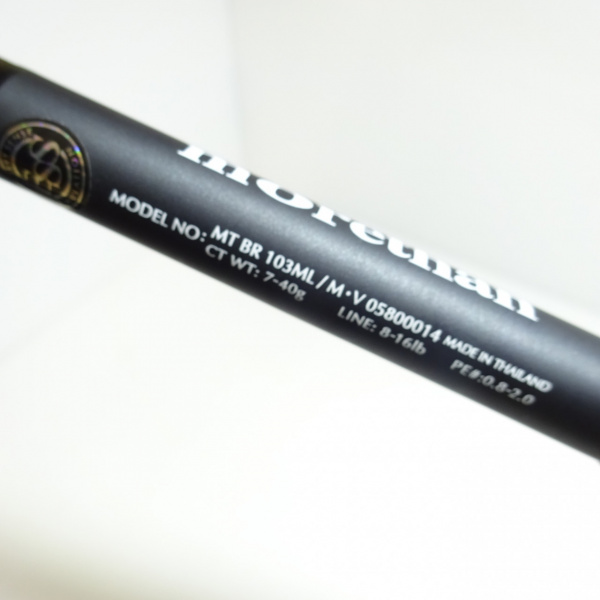 morethan
MODEL NO: MT BR 103ML / M・V 05800014 MADE IN THAILAND
CT WT: 7-40g LINE: 8-16lb PE#:0.8-2.0